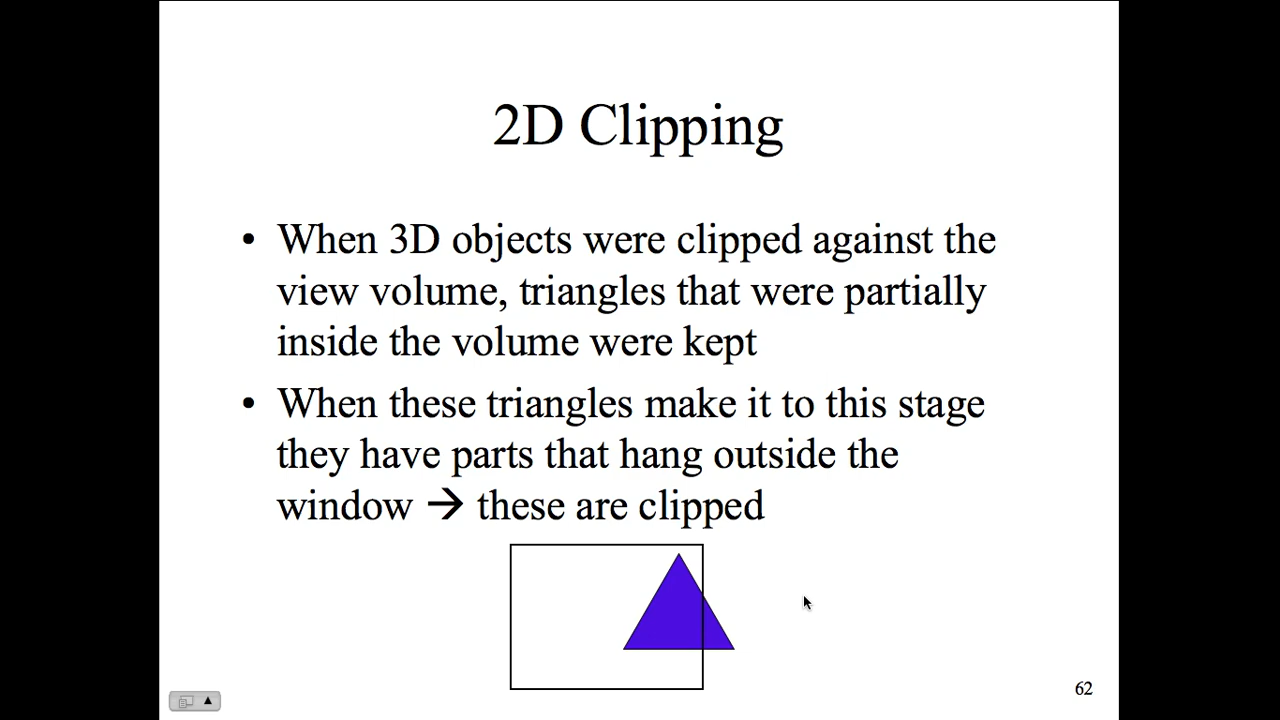 2D Clipping
• When 3D objects were clipped against the
view volume, triangles that were partially
inside the volume were kept
• When these triangles make it to this stage
they have parts that hang outside the
window → these are clipped
62